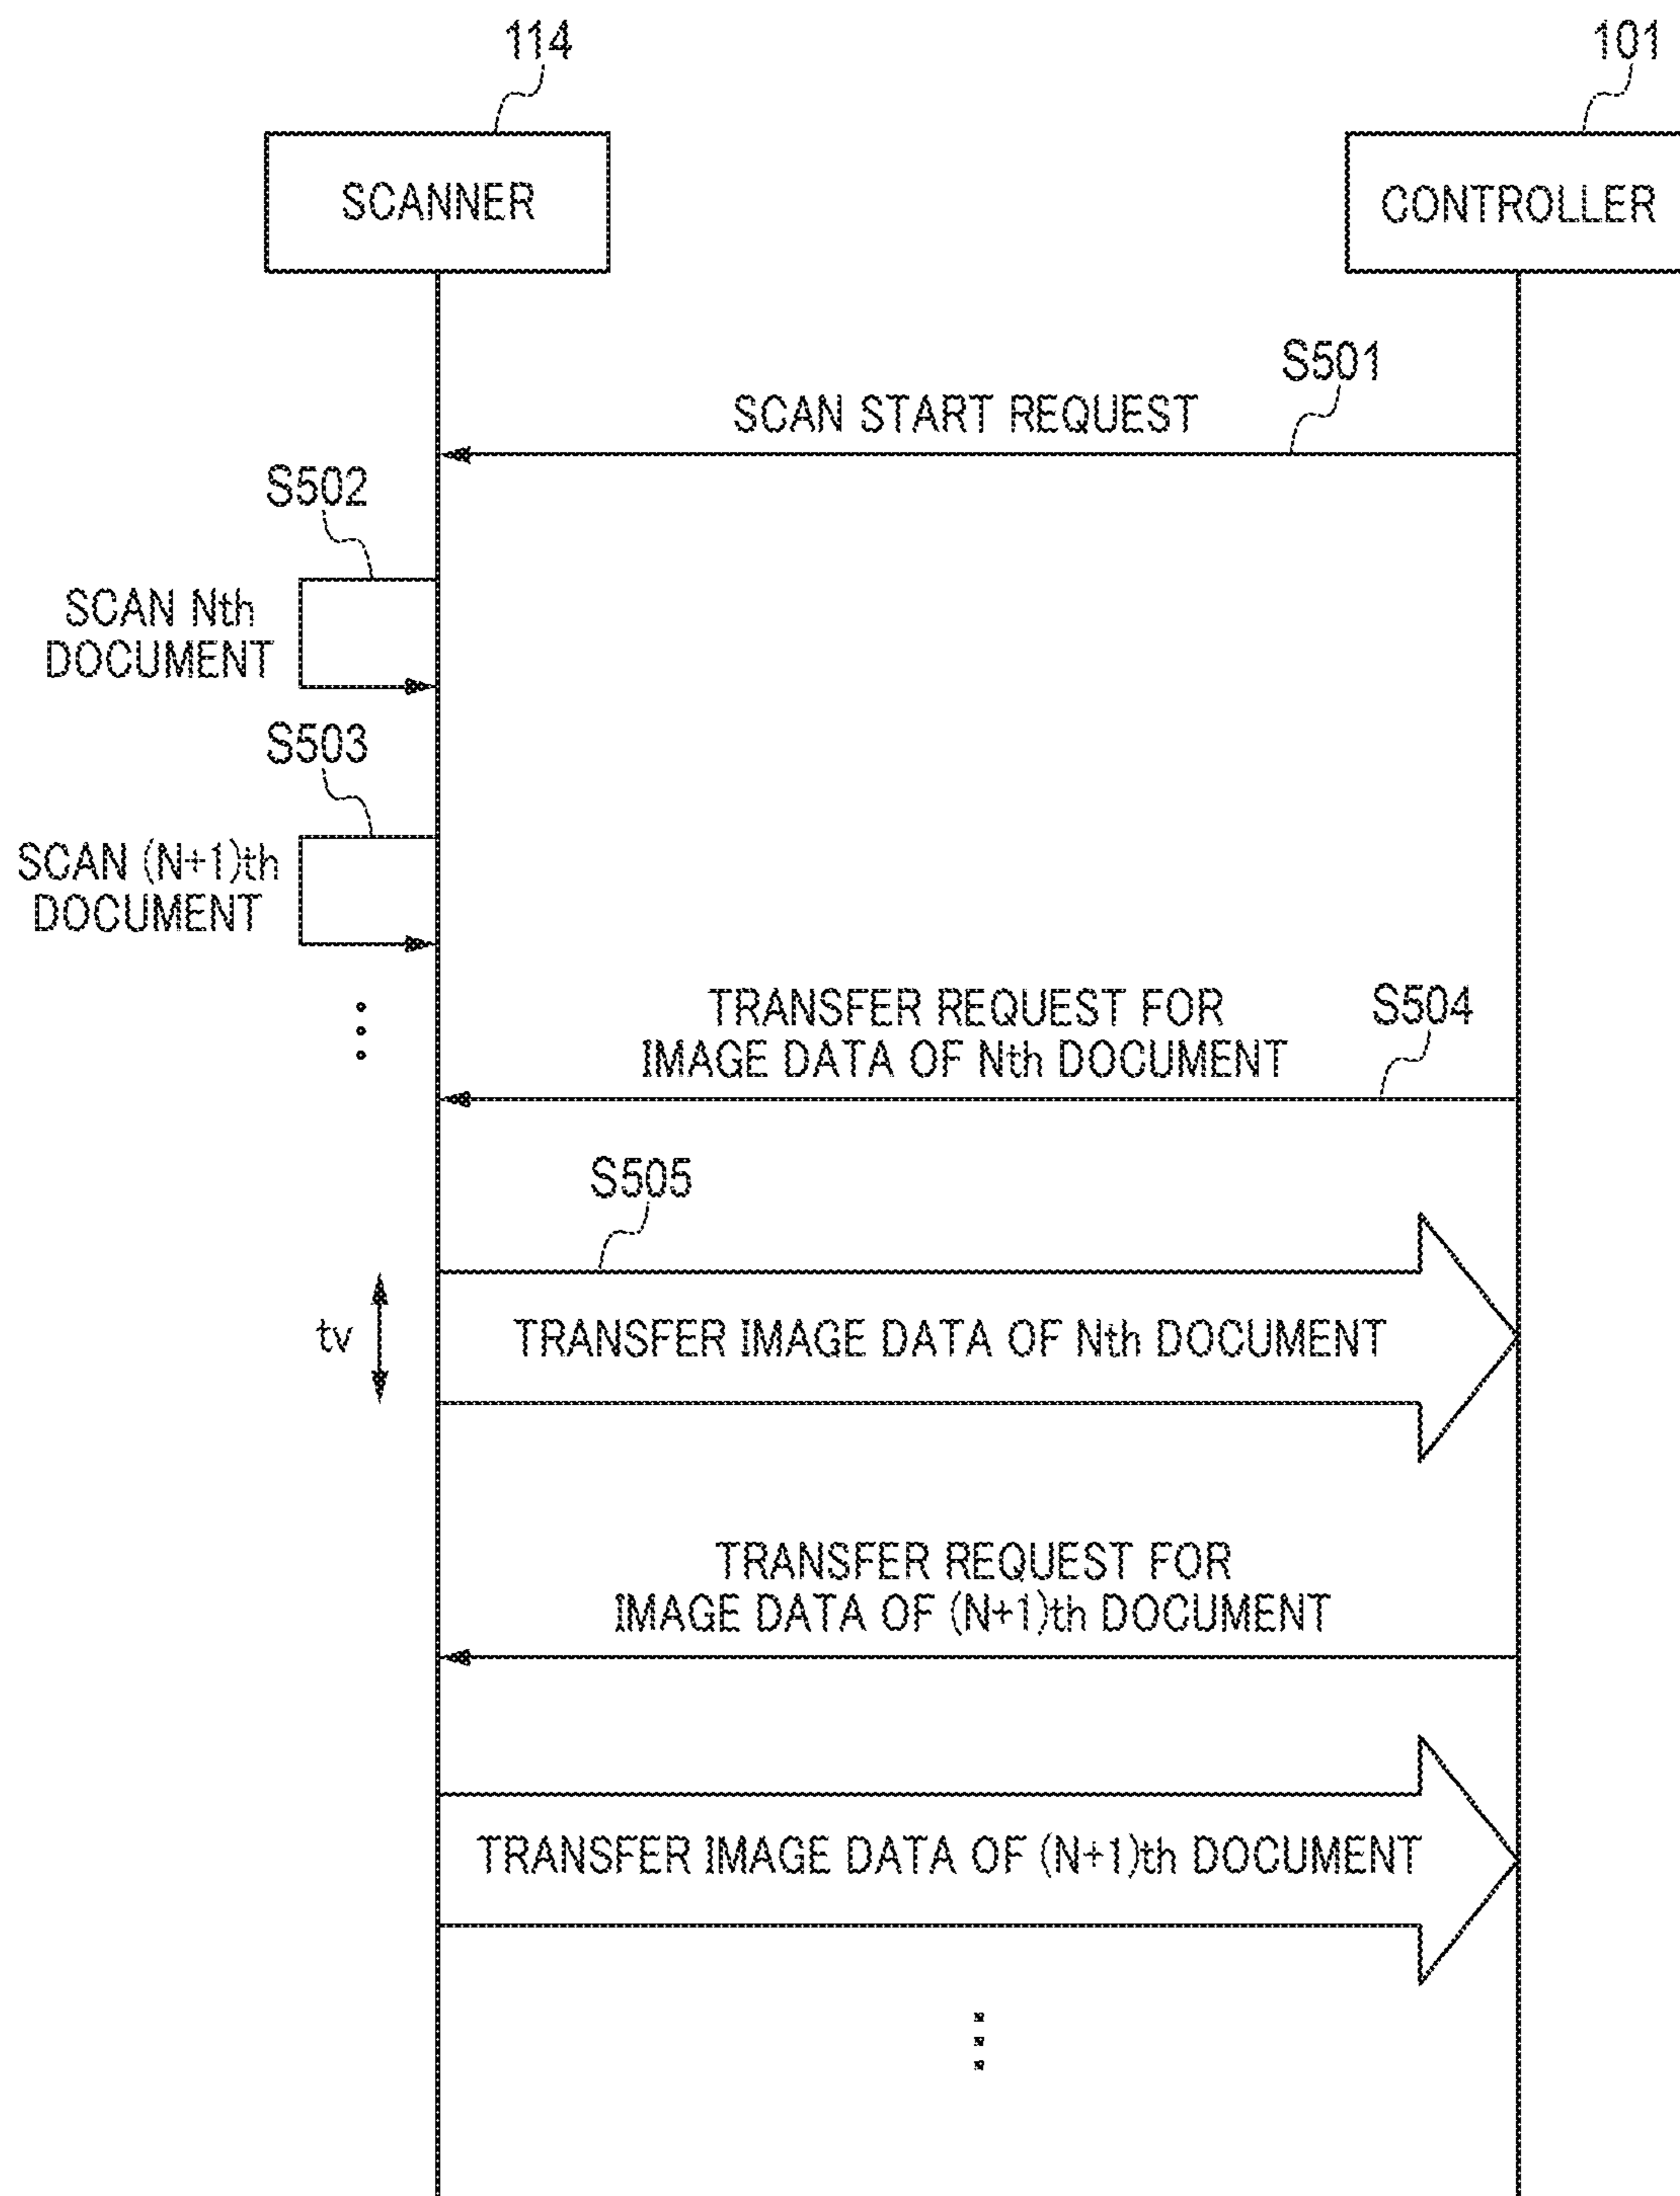 114
101
SCANNER
CONTROLLER
S501
SCAN START REQUEST
S502
SCAN Nth
DOCUMENT
S503
SCAN (N+1)th
DOCUMENT
TRANSFER REQUEST FOR
IMAGE DATA OF Nth DOCUMENT
S504
S505
tv
TRANSFER IMAGE DATA OF Nth DOCUMENT
TRANSFER REQUEST FOR
IMAGE DATA OF (N+1)th DOCUMENT
TRANSFER IMAGE DATA OF (N+1)th DOCUMENT